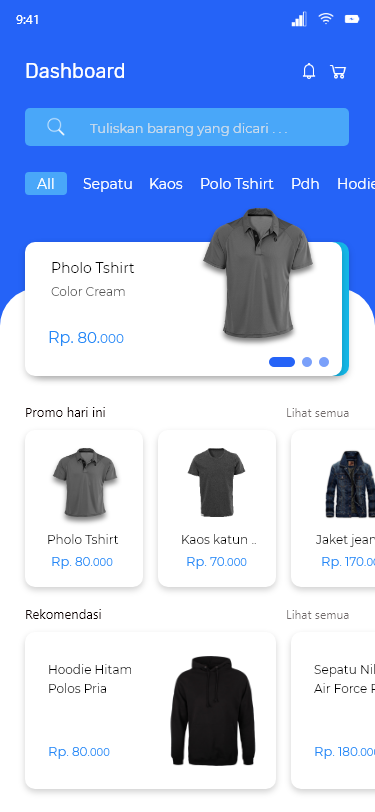 9:41
Dashboard
Tuliskan barang yang dicari . . .
All Sepatu Kaos Polo Tshirt Pdh Hodie
Pholo Tshirt
Color Cream
Rp. 80.000
Promo hari ini Lihat semua
Pholo Tshirt
Rp. 80.000
Kaos katun ..
Rp. 70.000
Jaket jean
Rp. 170.00
Rekomendasi Lihat semua
Hoodie Hitam
Polos Pria
Rp. 80.000
Sepatu Nil
Air Force F
Rp. 180.000